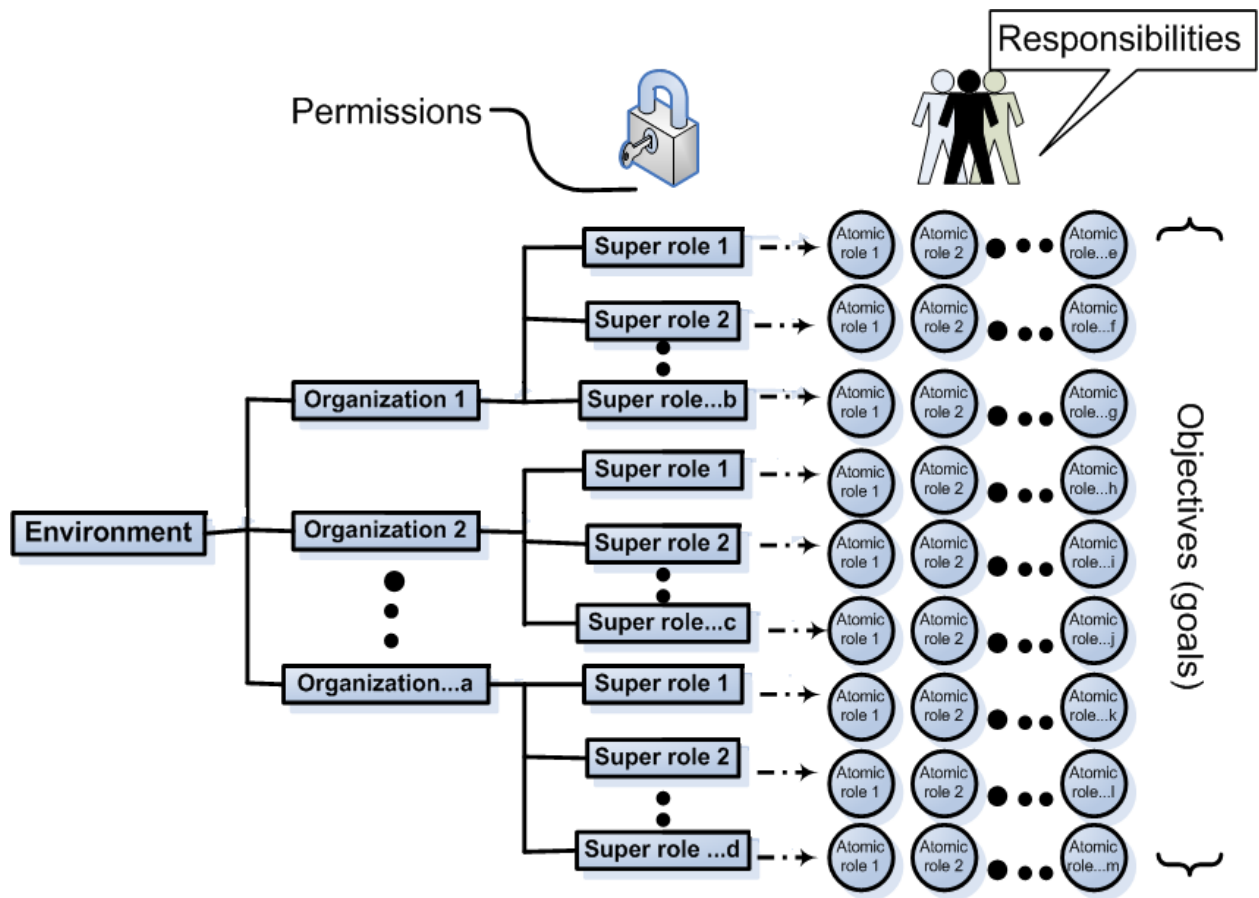 Responsibilities
Permissions
Super role 1
Atomic
role 1
Atomic
role 2
Atomic
role...e
Super role 2
Atomic
role 1
Atomic
role 2
Atomic
role...f
Organization 1
Super role...b
Atomic
role 1
Atomic
role 2
Atomic
role...g
Super role 1
Atomic
role 1
Atomic
role 2
Atomic
role...h
Environment
Organization 2
Super role 2
Atomic
role 1
Atomic
role 2
Atomic
role...i
Super role...c
Atomic
role 1
Atomic
role 2
Atomic
role...j
Organization...a
Super role 1
Atomic
role 1
Atomic
role 2
Atomic
role...k
Super role 2
Atomic
role 1
Atomic
role 2
Atomic
role...l
Super role ...d
Atomic
role 1
Atomic
role 2
Atomic
role...m
Objectives (goals)